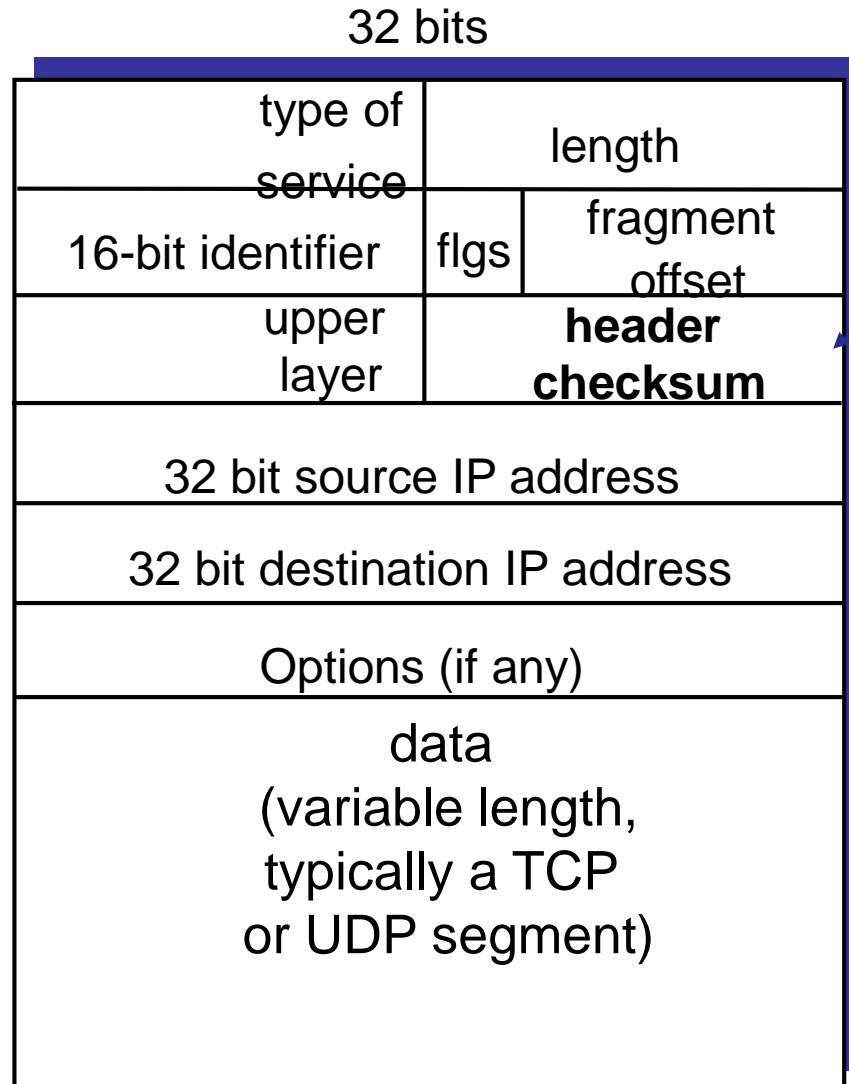 32 bits
type of
service
length
16-bit identifier
flgs
fragment
offset
upper
layer
header
checksum
32 bit source IP address
32 bit destination IP address
Options (if any)
data
(variable length,
typically a TCP
or UDP segment)